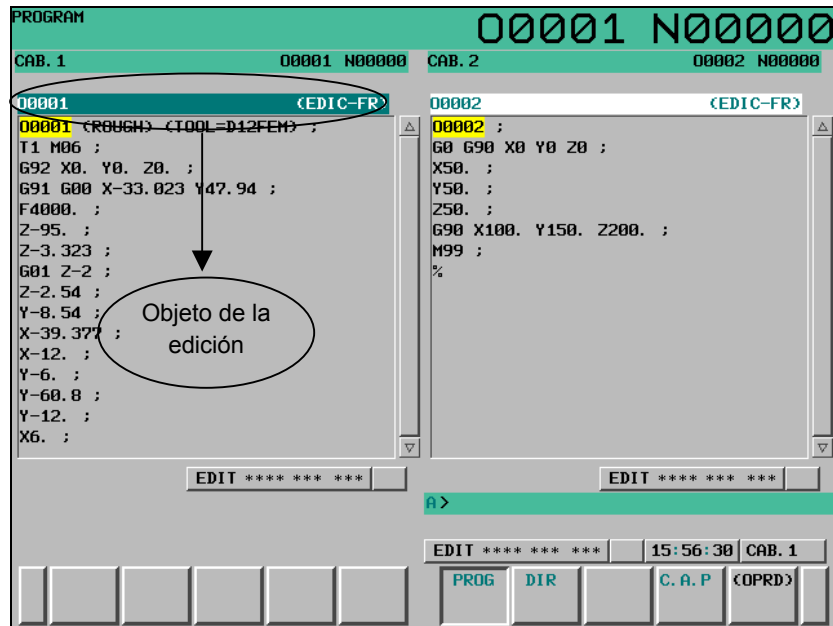 PROGRAM
O0001 N00000
CAB. 1 O0001 N00000
O0001 (EDIC-FR)
O0001 (ROUGH) (TOOL=D12FEM) ;
T1 M06 ;
G92 X0. Y0. Z0. ;
G91 G00 X-33.023 Y47.94 ;
F4000. ;
Z-95. ;
Z-3.323 ;
G01 Z-2 ;
Z-2.54 ;
Y-8.54 ;
X-39.377 ;
X-12. ;
Y-6. ;
Y-60.8 ;
Y-12. ;
X6. ;
Objeto de la
edición
EDIT **** *** ***
CAB. 2 O0002 N00000
O0002 (EDIC-FR)
O0002 ;
G0 G90 X0 Y0 Z0 ;
X50. ;
Y50. ;
Z50. ;
G90 X100. Y150. Z200. ;
M99 ;
%
EDIT **** *** ***
A>
EDIT **** *** *** 15:56:30 CAB. 1
PROG DIR C.A.P (OPRD)